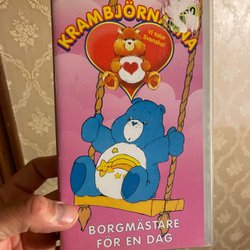 KRAMBJÖRNARNA
Vi talar
Svenska!
BORGMÄSTARE
FÖR EN DAG